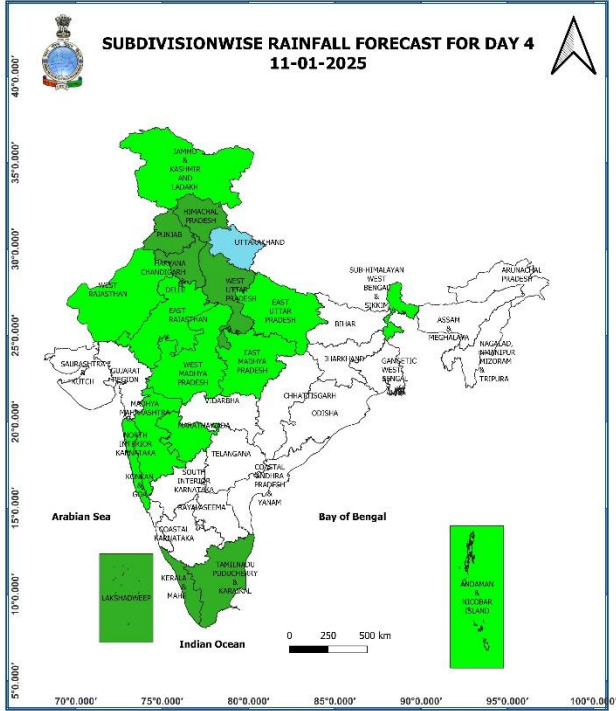 SUBDIVISIONWISE RAINFALL FORECAST FOR DAY 4
11-01-2025
40°0.000'
35°0.000'
30°0.000'
25°0.000'
20°0.000'
15°0.000'
10°0.000'
5°0.000'
JAMMU
&
KASHMIR
AND
LADAKH
HIMACHAL
PRADESH
PUNJAB
UTTARAKHAND
HARYANA
CHANDIGARH
DELHI
WEST
RAJASTHAN
WEST
UTTAR
PRADESH
EAST
RAJASTHAN
EAST
UTTAR
PRADESH
SUB-HIMALAYAN
WEST
BENGAL
&
SIKKIM
ARUNACHAL
PRADESH
BIHAR
ASSAM
&
MEGHALAYA
NAGALAD,
MANIPUR
MIZORAM
&
TRIPURA
SAURASHTRA
&
KUTCH
GUJARAT
REGION
WEST
MADHYA
PRADESH
EAST
MADHYA
PRADESH
JHARKHAND
GANGETIC
WEST
BENGAL
CHHATTISGARH
ODISHA
VIDARBHA
MADHYA
MAHARASHTRA
MARATHAWADA
NORTH
INTERIOR
KARNATAKA
TELANGANA
KONKAN
&
GOA
SOUTH
INTERIOR
KARNATAKA
COASTAL
ANDHRA
PRADESH
&
YANAM
RAYALASEEMA
COASTAL
KARNATAKA
Arabian Sea
Bay of Bengal
LAKSHADWEEP
KERALA
&
MAHE
TAMILNADU
PUDUCHERRY
&
KARAIKAL
ANDAMAN
&
NICOBAR
ISLAND
Indian Ocean
0 250 500 km
70°0.000' 75°0.000' 80°0.000' 85°0.000' 90°0.000' 95°0.000' 100°0.000'